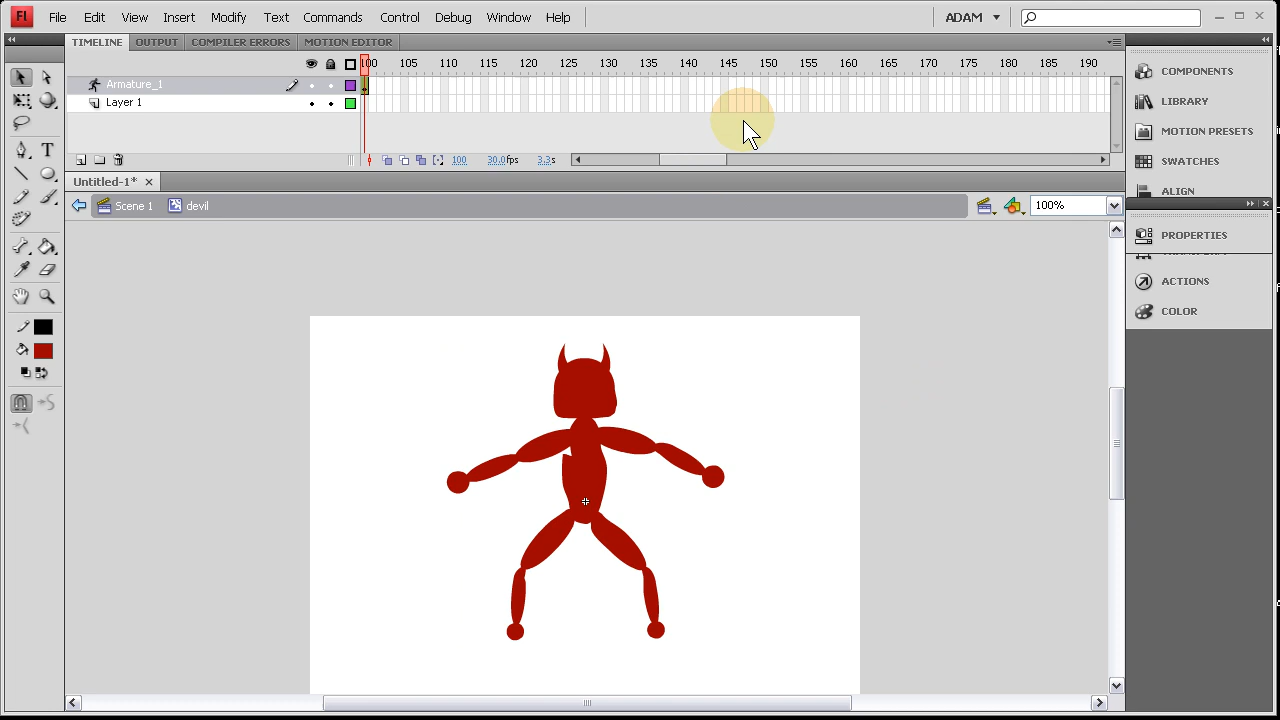 Fl File Edit View Insert Modify Text Commands Control Debug Window Help ADAM
TIMELINE OUTPUT COMPILER ERRORS MOTION EDITOR
100 105 110 115 120 125 130 135 140 145 150 155 160 165 170 175 180 185 190
Armature_1
Layer 1
100 30.0fps 3.3s
Untitled-1*
Scene 1 devil 100%
COMPONENTS
LIBRARY
MOTION PRESETS
SWATCHES
ALIGN
PROPERTIES
ACTIONS
COLOR